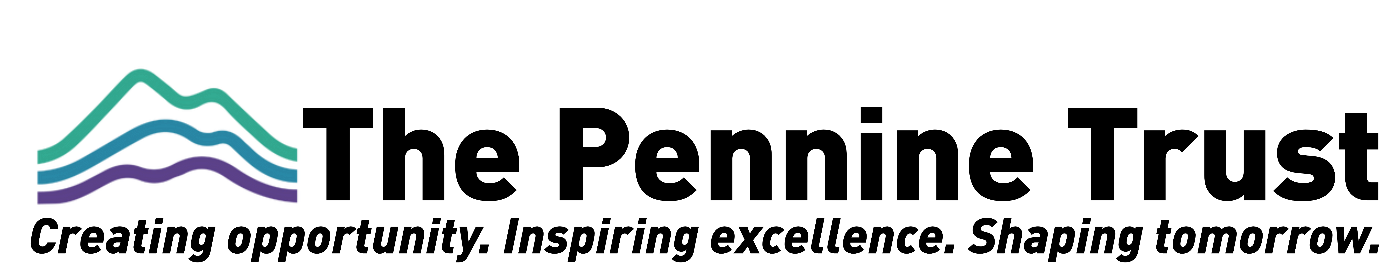 The Pennine Trust
Creating opportunity. Inspiring excellence. Shaping tomorrow.